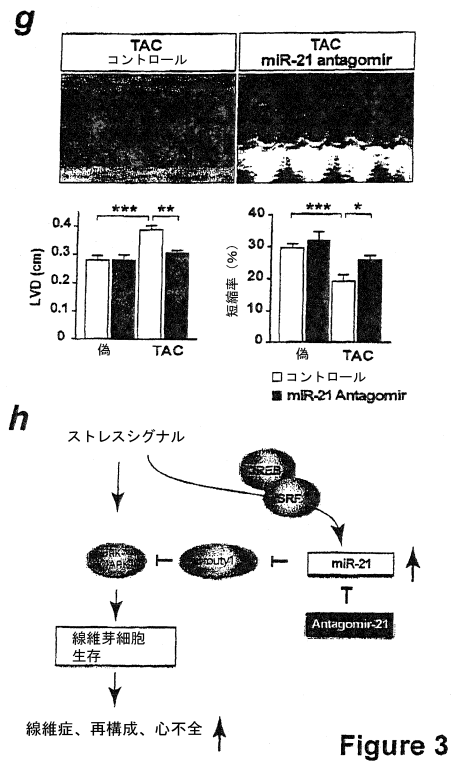 g
TAC
コントロール
TAC
miR-21 antagomir
LVD (cm)
0.4
0.3
0.2
0.1
0
***
**
偽
TAC
短縮率 (%)
40
30
20
10
0
***
*
偽
TAC
コントロール
miR-21 Antagomir
h
ストレスシグナル
SRF
miR-21
Antagomir-21
線維芽細胞
生存
線維症、再構成、心不全
Figure 3